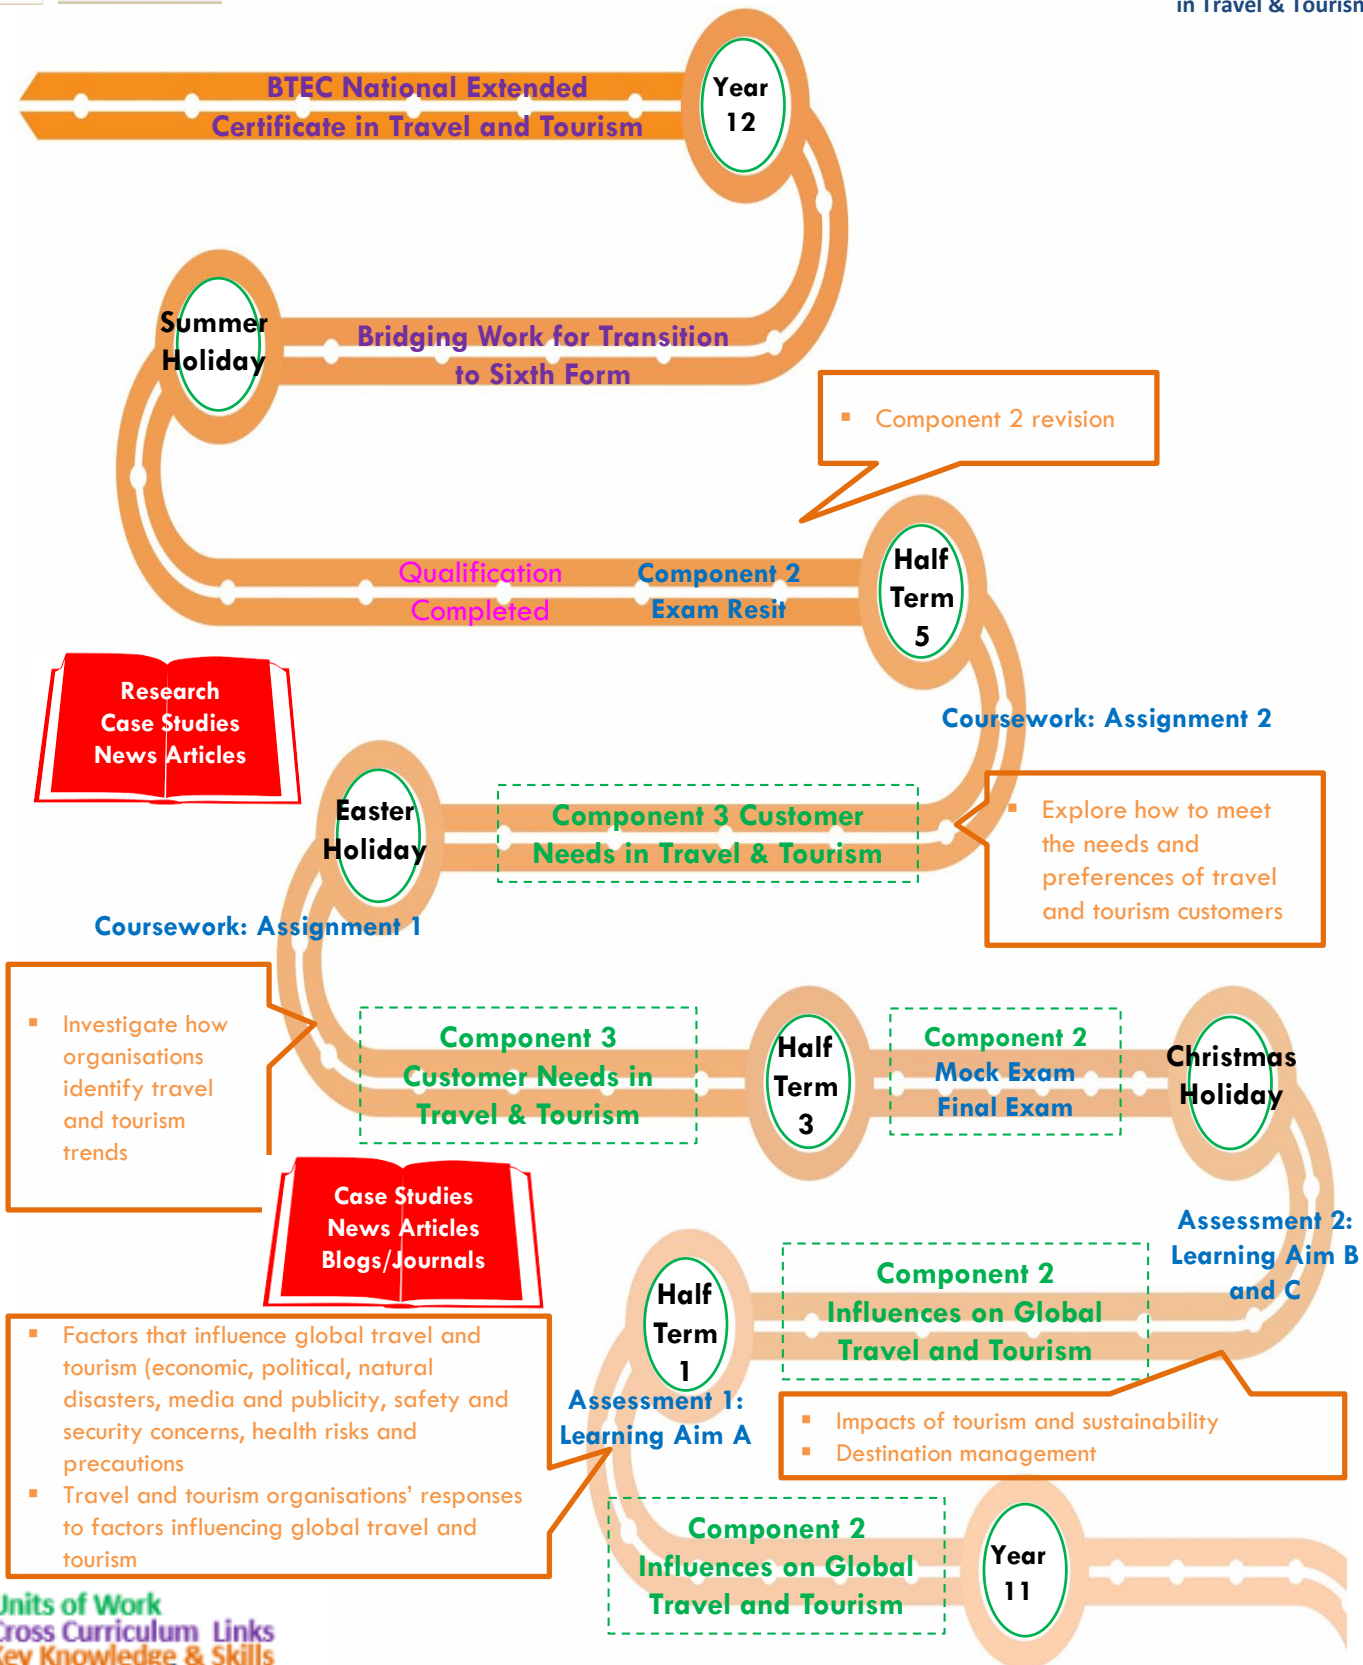 in Travel & Tourism
BTEC National Extended
Certificate in Travel and Tourism
Year
12
Summer
Holiday
Bridging Work for Transition
to Sixth Form
▪ Component 2 revision
Qualification
Completed
Component 2
Exam Resit
Half
Term
5
Research
Case Studies
News Articles
Coursework: Assignment 2
Easter
Holiday
Component 3 Customer
Needs in Travel & Tourism
▪ Explore how to meet
the needs and
preferences of travel
and tourism customers
Coursework: Assignment 1
▪ Investigate how
organisations
identify travel
and tourism
trends
Component 3
Customer Needs in
Travel & Tourism
Half
Term
3
Component 2
Mock Exam
Final Exam
Christmas
Holiday
Case Studies
News Articles
Blogs/Journals
Assessment 2:
Learning Aim B
and C
Half
Term
1
Component 2
Influences on Global
Travel and Tourism
▪ Factors that influence global travel and
tourism (economic, political, natural
disasters, media and publicity, safety and
security concerns, health risks and
precautions
▪ Travel and tourism organisations' responses
to factors influencing global travel and
tourism
Assessment 1:
Learning Aim A
▪ Impacts of tourism and sustainability
▪ Destination management
Component 2
Influences on Global
Travel and Tourism
Year
11
Units of Work
Cross Curriculum Links
Key Knowledge & Skills